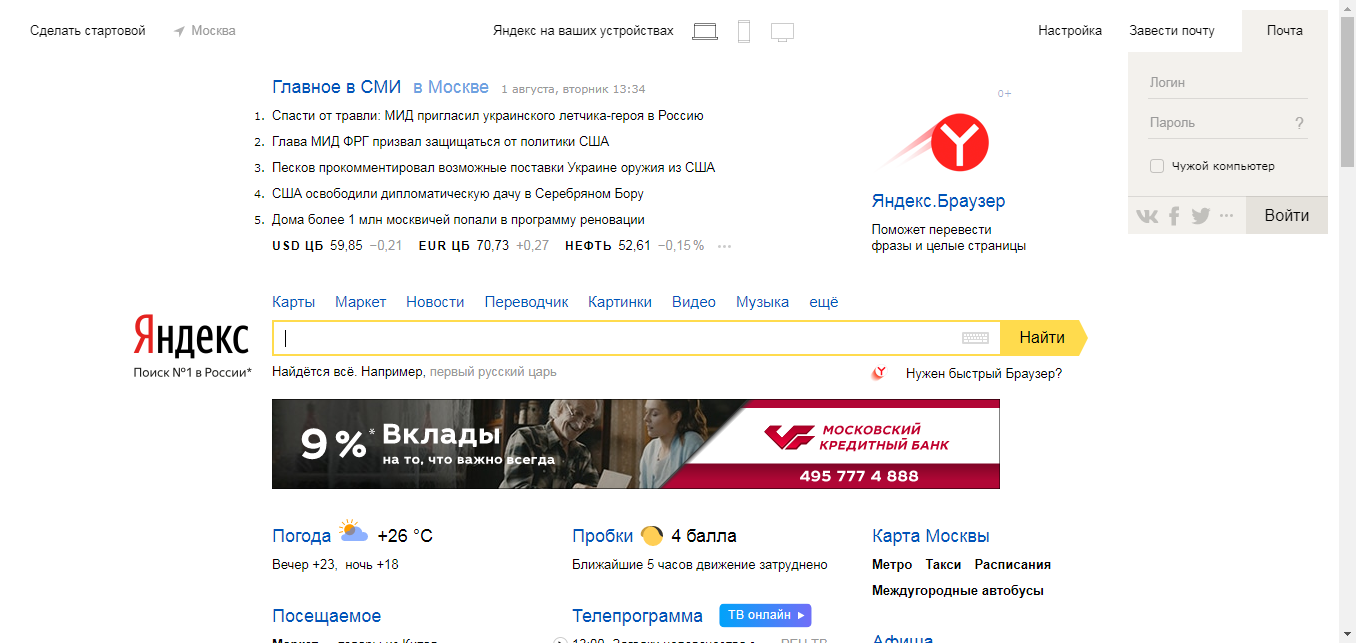 Сделать стартовой Москва Яндекс на ваших устройствах Настройка Завести почту Почта
Главное в СМИ в Москве 1 августа, вторник 13:34
1. Спасти от травли: МИД пригласил украинского летчика-героя в Россию
2. Глава МИД ФРГ призвал защищаться от политики США
3. Песков прокомментировал возможные поставки Украине оружия из США
4. США освободили дипломатическую дачу в Серебряном Бору
5. Дома более 1 млн москвичей попали в программу реновации
USD ЦБ 59,85 −0,21 EUR ЦБ 70,73 +0,27 НЕФТЬ 52,61 −0,15% ···
0+
Яндекс.Браузер
Поможет перевести
фразы и целые страницы
Логин
Пароль ?
Чужой компьютер
Войти
Карты Маркет Новости Переводчик Картинки Видео Музыка ещё
Яндекс
Поиск №1 в России*
Найти
Найдётся всё. Например, первый русский царь
Нужен быстрый Браузер?
9%* Вклады
на то, что важно всегда
МОСКОВСКИЙ
КРЕДИТНЫЙ БАНК
495 777 4 888
Погода +26 °C
Вечер +23, ночь +18
Пробки 4 балла
Ближайшие 5 часов движение затруднено
Карта Москвы
Метро Такси Расписания
Междугородные автобусы
Посещаемое
Телепрограмма ТВ онлайн
Афиша